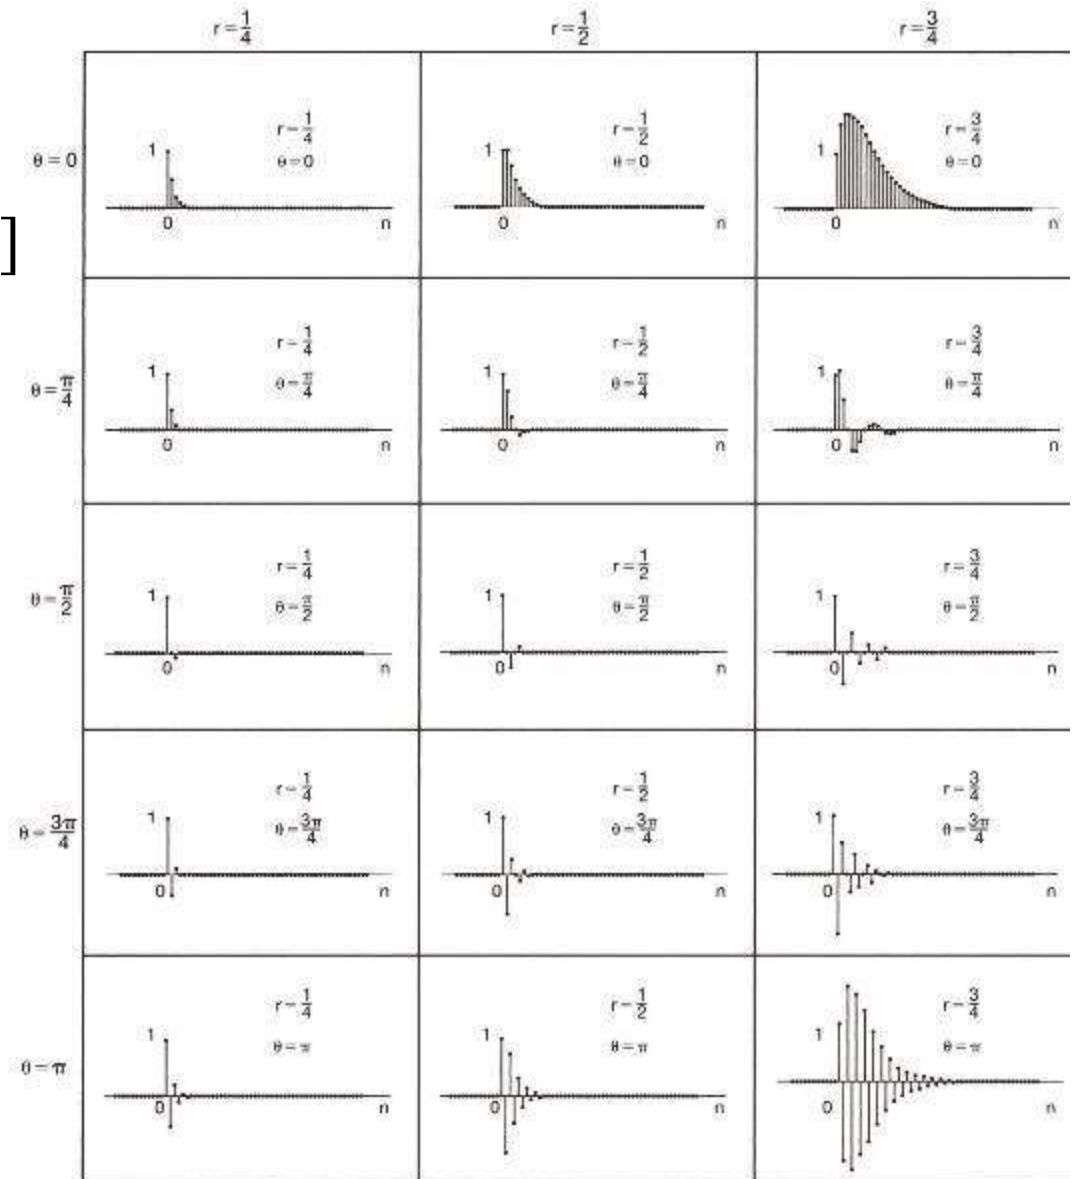 r=1/4 r=1/2 r=3/4
θ=0
1 r=1/4 θ=0 0 n
1 r=1/2 θ=0 0 n
1 r=3/4 θ=0 0 n
]
θ=π/4
1 r=1/4 θ=π/4 0 n
1 r=1/2 θ=π/4 0 n
1 r=3/4 θ=π/4 0 n
θ=π/2
1 r=1/4 θ=π/2 0 n
1 r=1/2 θ=π/2 0 n
1 r=3/4 θ=π/2 0 n
θ=3π/4
1 r=1/4 θ=3π/4 0 n
1 r=1/2 θ=3π/4 0 n
1 r=3/4 θ=3π/4 0 n
θ=π
1 r=1/4 θ=π 0 n
1 r=1/2 θ=π 0 n
1 r=3/4 θ=π 0 n